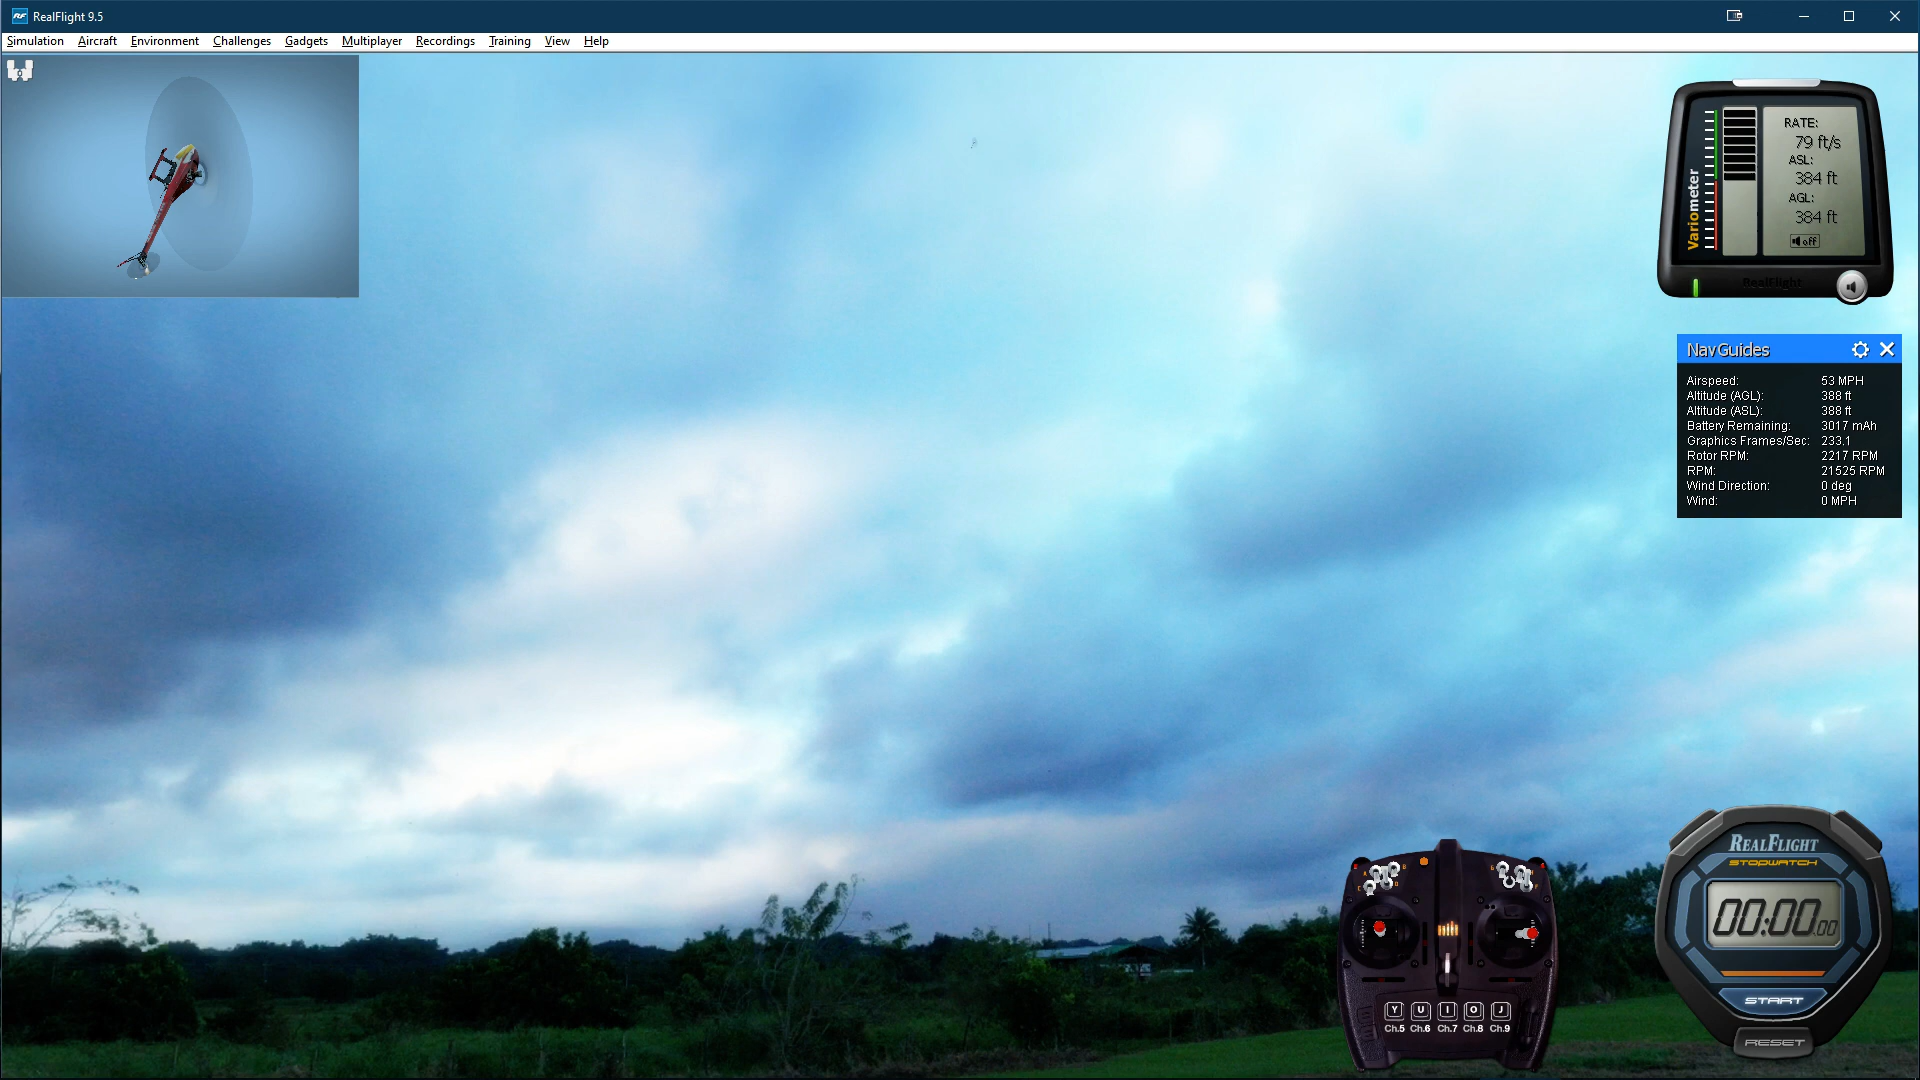 RF RealFlight 9.5
Simulation Aircraft Environment Challenges Gadgets Multiplayer Recordings Training View Help
Variometer
RATE:
79 ft/s
ASL:
384 ft
AGL:
384 ft
off
RealFlight
NavGuides
Airspeed: 53 MPH
Altitude (AGL): 388 ft
Altitude (ASL): 388 ft
Battery Remaining: 3017 mAh
Graphics Frames/Sec: 233.1
Rotor RPM: 2217 RPM
RPM: 21525 RPM
Wind Direction: 0 deg
Wind: 0 MPH
Y U I O J
Ch.5 Ch.6 Ch.7 Ch.8 Ch.9
REALFLIGHT
STOPWATCH
00:00.00
START
RESET